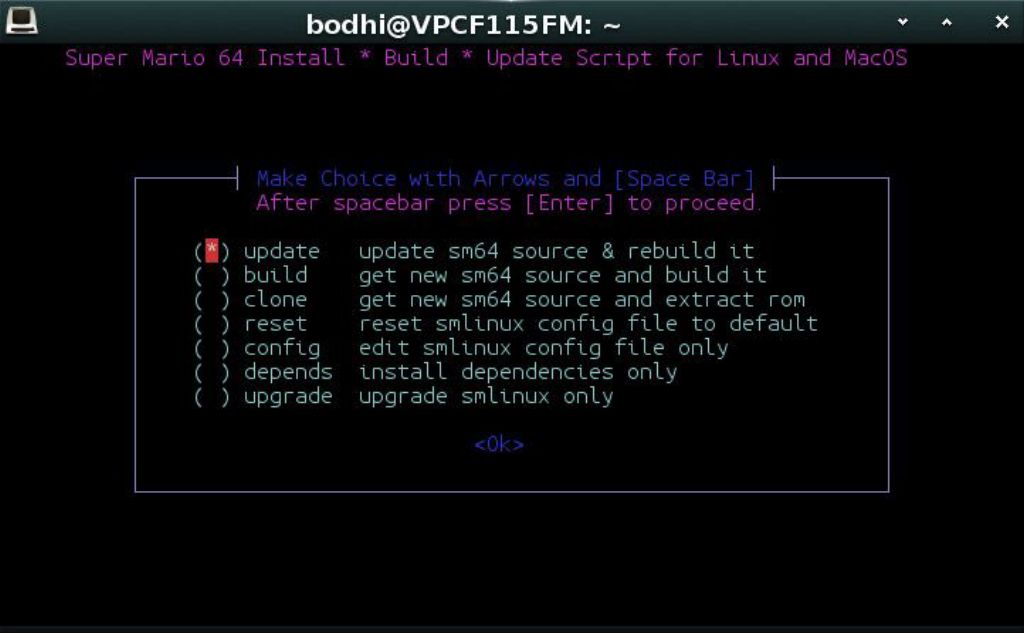 bodhi@VPCF115FM: ~
Super Mario 64 Install * Build * Update Script for Linux and MacOS
Make Choice with Arrows and [Space Bar]
After spacebar press [Enter] to proceed.
(*) update update sm64 source & rebuild it
( ) build get new sm64 source and build it
( ) clone get new sm64 source and extract rom
( ) reset reset smlinux config file to default
( ) config edit smlinux config file only
( ) depends install dependencies only
( ) upgrade upgrade smlinux only
<Ok>